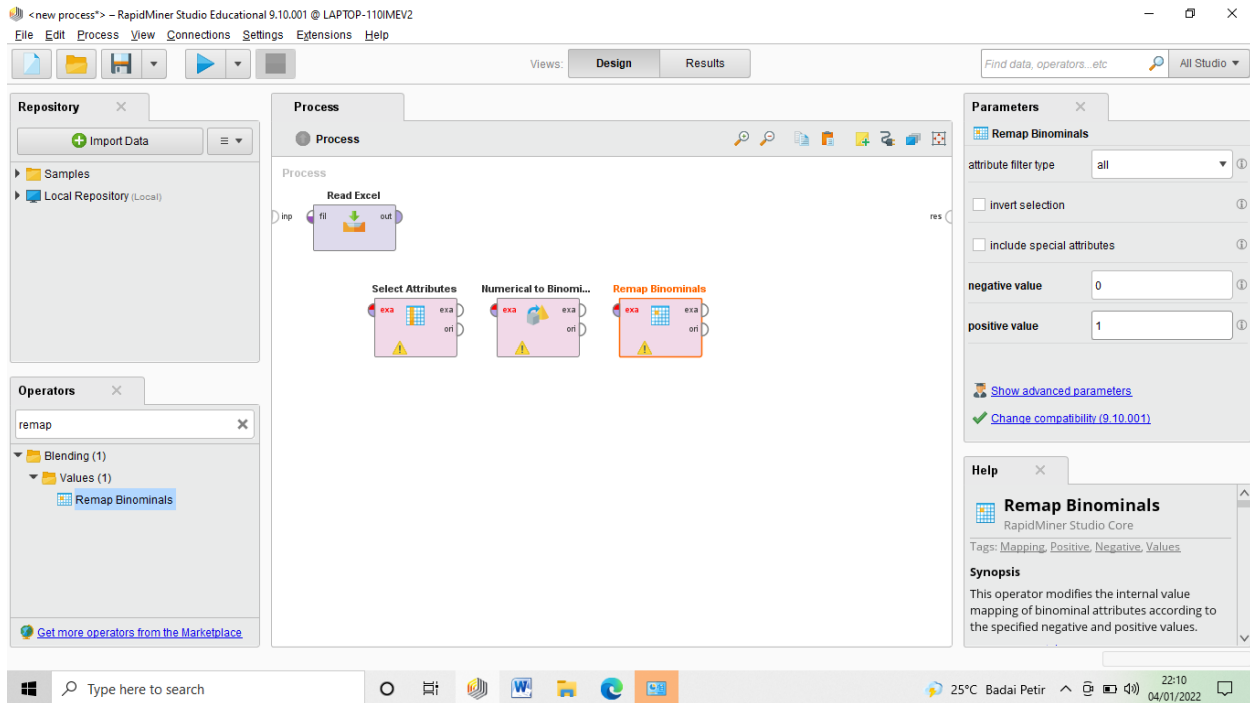 <new process*> – RapidMiner Studio Educational 9.10.001 @ LAPTOP-110IMEV2
File Edit Process View Connections Settings Extensions Help
Views: Design Results
Find data, operators...etc
All Studio
Repository
Import Data
Samples
Local Repository (Local)
Operators
remap
Blending (1)
Values (1)
Remap Binominals
Get more operators from the Marketplace
Process
Process
Process
Read Excel
inp fil out
res
Select Attributes
exa exa
ori
Numerical to Binomi...
exa exa
ori
Remap Binominals
exa exa
ori
Parameters
Remap Binominals
attribute filter type all
invert selection
include special attributes
negative value 0
positive value 1
Show advanced parameters
Change compatibility (9.10.001)
Help
Remap Binominals
RapidMiner Studio Core
Tags: Mapping, Positive, Negative, Values
Synopsis
This operator modifies the internal value
mapping of binominal attributes according to
the specified negative and positive values.
Type here to search
25°C Badai Petir
22:10
04/01/2022